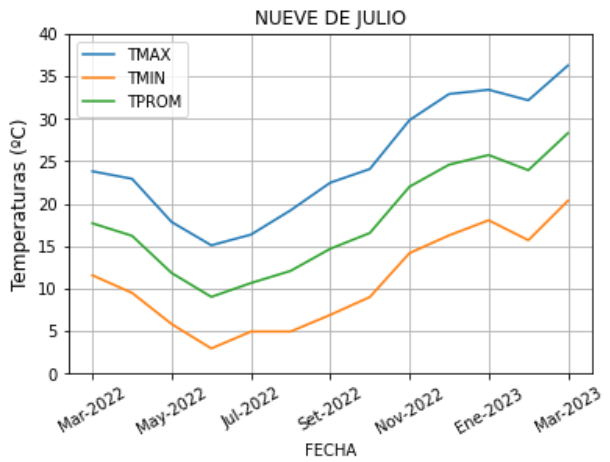 NUEVE DE JULIO
TMAX
TMIN
TPROM
Temperaturas (ºC)
40
35
30
25
20
15
10
5
0
Mar-2022 May-2022 Jul-2022 Set-2022 Nov-2022 Ene-2023 Mar-2023
FECHA